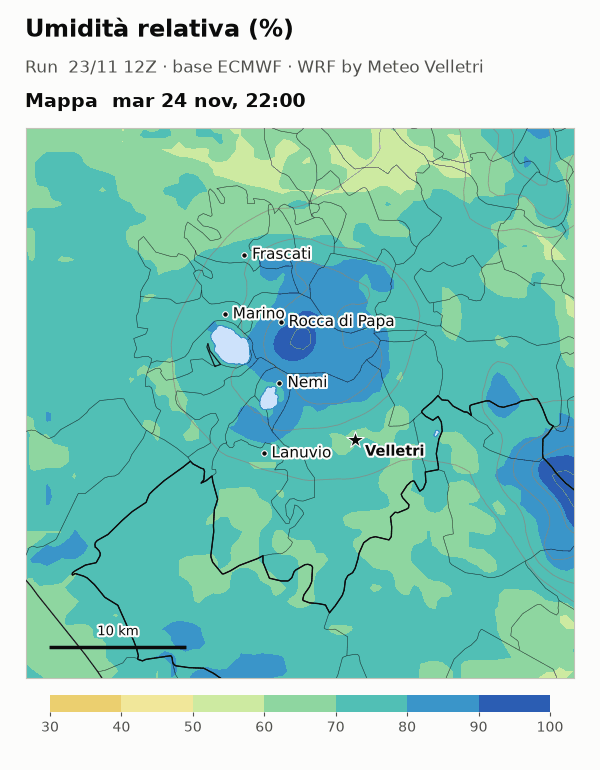 Umidità relativa (%)
Run  23/11 12Z · base ECMWF · WRF by Meteo Velletri
Mappa  mar 24 nov, 22:00
Frascati
Marino
Rocca di Papa
Nemi
Velletri
Lanuvio
10 km
30 40 50 60 70 80 90 100